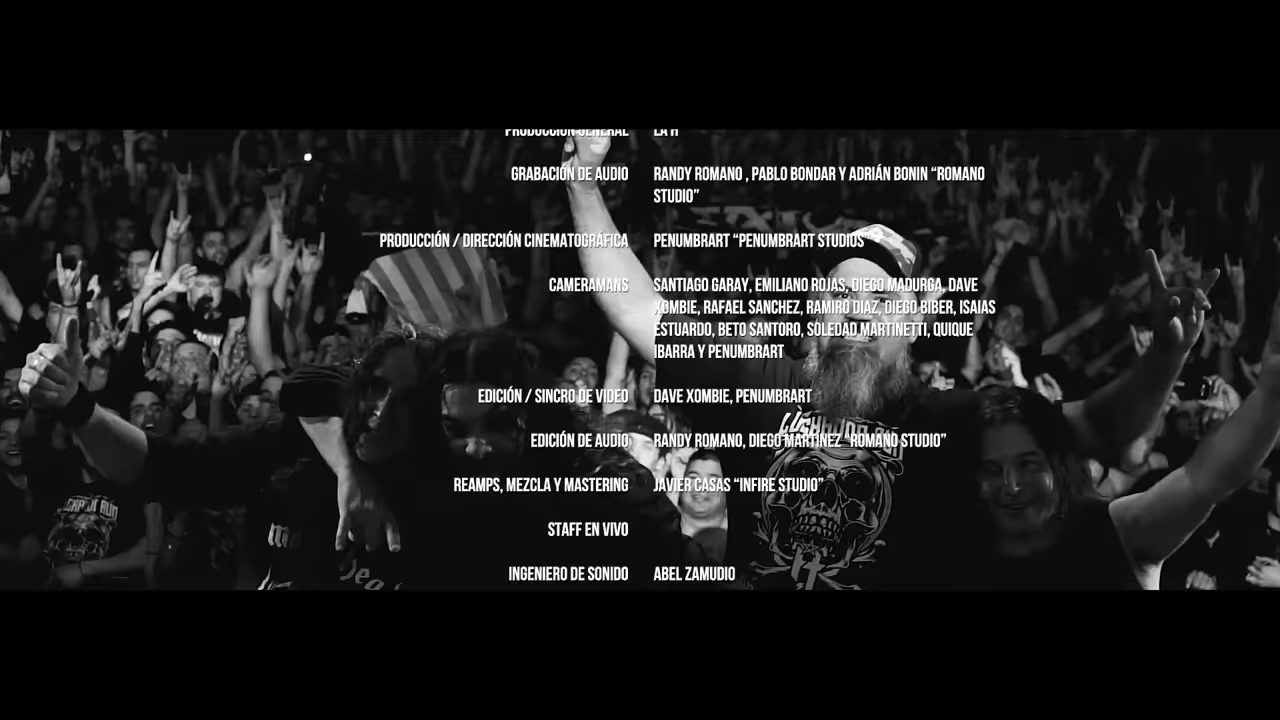 PRODUCCIÓN GENERAL LA H
GRABACIÓN DE AUDIO RANDY ROMANO , PABLO BONDAR Y ADRIÁN BONIN “ROMANO
STUDIO”
PRODUCCIÓN / DIRECCIÓN CINEMATOGRÁFICA PENUMBRART “PENUMBRART STUDIOS”
CAMERAMANS SANTIAGO GARAY, EMILIANO ROJAS, DIEGO MADURGA, DAVE
XOMBIE, RAFAEL SANCHEZ, RAMIRO DIAZ, DIEGO BIBER, ISAIAS
ESTUARDO, BETO SANTORO, SOLEDAD MARTINETTI, QUIQUE
IBARRA Y PENUMBRART
EDICIÓN / SINCRO DE VIDEO DAVE XOMBIE, PENUMBRART
EDICIÓN DE AUDIO RANDY ROMANO, DIEGO MARTINEZ “ROMANO STUDIO”
REAMPS, MEZCLA Y MASTERING JAVIER CASAS “INFIRE STUDIO”
STAFF EN VIVO
INGENIERO DE SONIDO ABEL ZAMUDIO